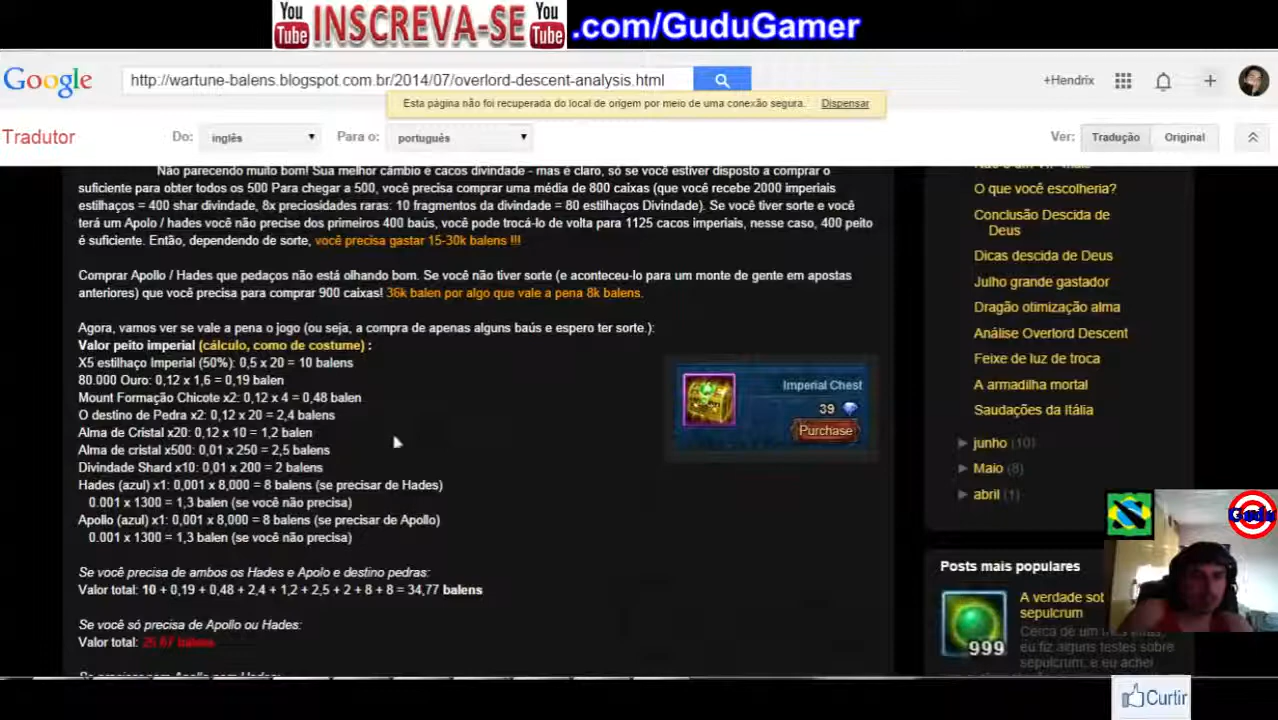 You Tube INSCREVA-SE You Tube .com/GuduGamer
Google http://wartune-balens.blogspot.com.br/2014/07/overlord-descent-analysis.html +Hendrix
Esta página não foi recuperada do local de origem por meio de uma conexão segura. Dispensar
Tradutor Do: inglês Para o: português Ver: Tradução Original
Não parecendo muito bom! Sua melhor câmbio é cacos divindade - mas é claro, só se você estiver disposto a comprar o
suficiente para obter todos os 500 Para chegar a 500, você precisa comprar uma média de 800 caixas (que você recebe 2000 imperiais
estilhaços = 400 shar divindade, 8x preciosidades raras: 10 fragmentos da divindade = 80 estilhaços Divindade). Se você tiver sorte e você
terá um Apolo / hades você não precise dos primeiros 400 baús, você pode trocá-lo de volta para 1125 cacos imperiais, nesse caso, 400 peito
é suficiente. Então, dependendo de sorte, você precisa gastar 15-30k balens !!!
Comprar Apollo / Hades que pedaços não está olhando bom. Se você não tiver sorte (e aconteceu-lo para um monte de gente em apostas
anteriores) que você precisa para comprar 900 caixas! 36k balen por algo que vale a pena 8k balens.
Agora, vamos ver se vale a pena o jogo (ou seja, a compra de apenas alguns baús e espero ter sorte.):
Valor peito imperial (cálculo, como de costume) :
X5 estilhaço Imperial (50%): 0,5 x 20 = 10 balens
80.000 Ouro: 0,12 x 1,6 = 0,19 balen
Mount Formação Chicote x2: 0,12 x 4 = 0,48 balen
O destino de Pedra x2: 0,12 x 20 = 2,4 balens
Alma de Cristal x20: 0,12 x 10 = 1,2 balen
Alma de cristal x500: 0,01 x 250 = 2,5 balens
Divindade Shard x10: 0,01 x 200 = 2 balens
Hades (azul) x1: 0,001 x 8,000 = 8 balens (se precisar de Hades)
0.001 x 1300 = 1,3 balen (se você não precisa)
Apollo (azul) x1: 0,001 x 8,000 = 8 balens (se precisar de Apollo)
0.001 x 1300 = 1,3 balen (se você não precisa)
Se você precisa de ambos os Hades e Apolo e destino pedras:
Valor total: 10 + 0,19 + 0,48 + 2,4 + 1,2 + 2,5 + 2 + 8 + 8 = 34,77 balens
Se você só precisa de Apollo ou Hades:
Valor total:
Imperial Chest
39
Purchase
O que você escolheria?
Conclusão Descida de
Deus
Dicas descida de Deus
Julho grande gastador
Dragão otimização alma
Análise Overlord Descent
Feixe de luz de troca
A armadilha mortal
Saudações da Itália
junho (10)
Maio (8)
abril (1)
Gudu
Posts mais populares
999
A verdade sob
sepulcrum
Cerca de um
eu fiz alguns testes sobre
sepulcrum, e eu achei
Curtir